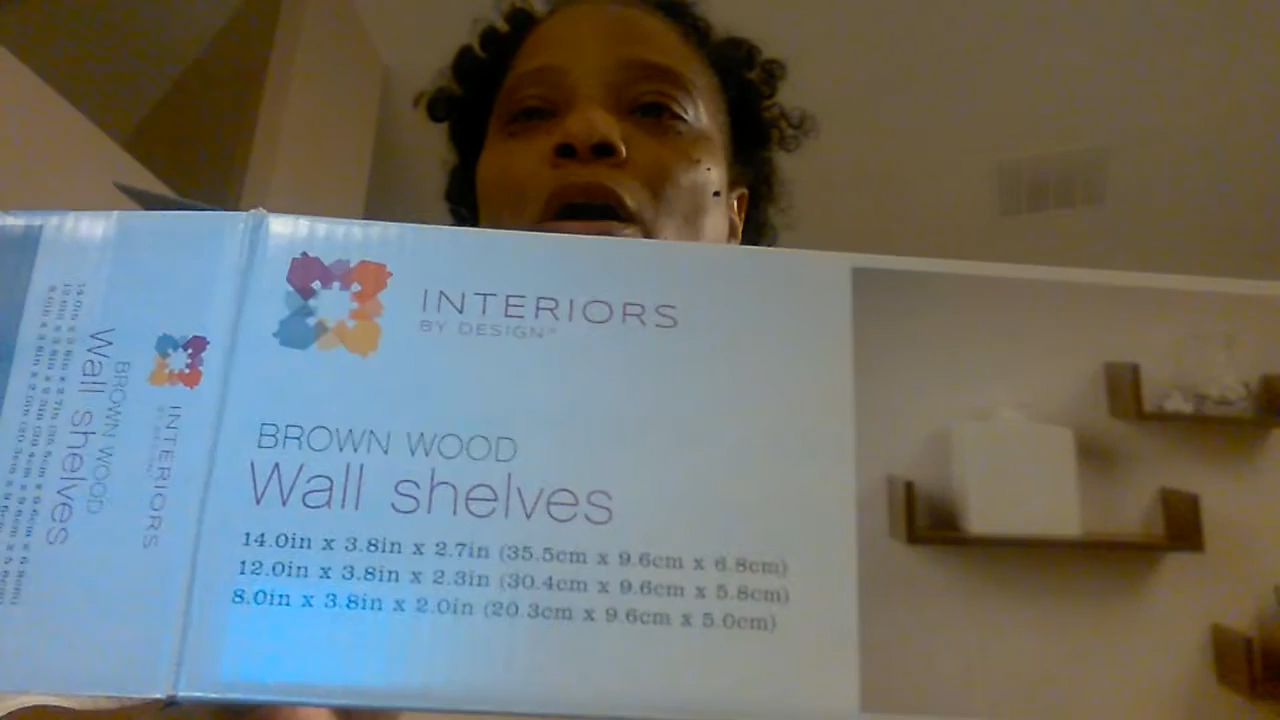 INTERIORS
BY DESIGN®
BROWN WOOD
Wall shelves
14.0in x 3.8in x 2.7in (35.5cm x 9.6cm x 6.8cm)
12.0in x 3.8in x 2.3in (30.4cm x 9.6cm x 5.8cm)
8.0in x 3.8in x 2.0in (20.3cm x 9.6cm x 5.0cm)
INTERIORS
BROWN WOOD
Wall shelves